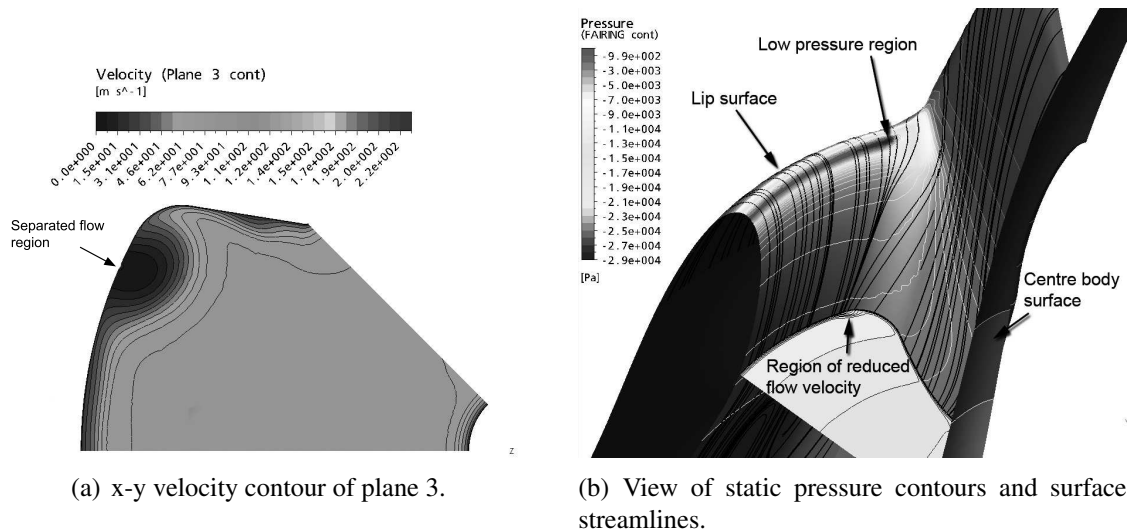 Velocity (Plane 3 cont)
[m s^-1]
0.0e+000
1.5e+001
3.1e+001
4.6e+001
6.2e+001
7.7e+001
9.3e+001
1.1e+002
1.2e+002
1.4e+002
1.5e+002
1.7e+002
1.9e+002
2.0e+002
2.2e+002
Separated flow
region
Z
(a) x-y velocity contour of plane 3.
Pressure
(FAIRING cont)
-9.9e+002
-3.0e+003
-5.0e+003
-7.0e+003
-9.0e+003
-1.1e+004
-1.3e+004
-1.5e+004
-1.7e+004
-1.9e+004
-2.1e+004
-2.3e+004
-2.5e+004
-2.7e+004
-2.9e+004
[Pa]
Low pressure region
Lip surface
Centre body
surface
Region of reduced
flow velocity
(b) View of static pressure contours and surface
streamlines.